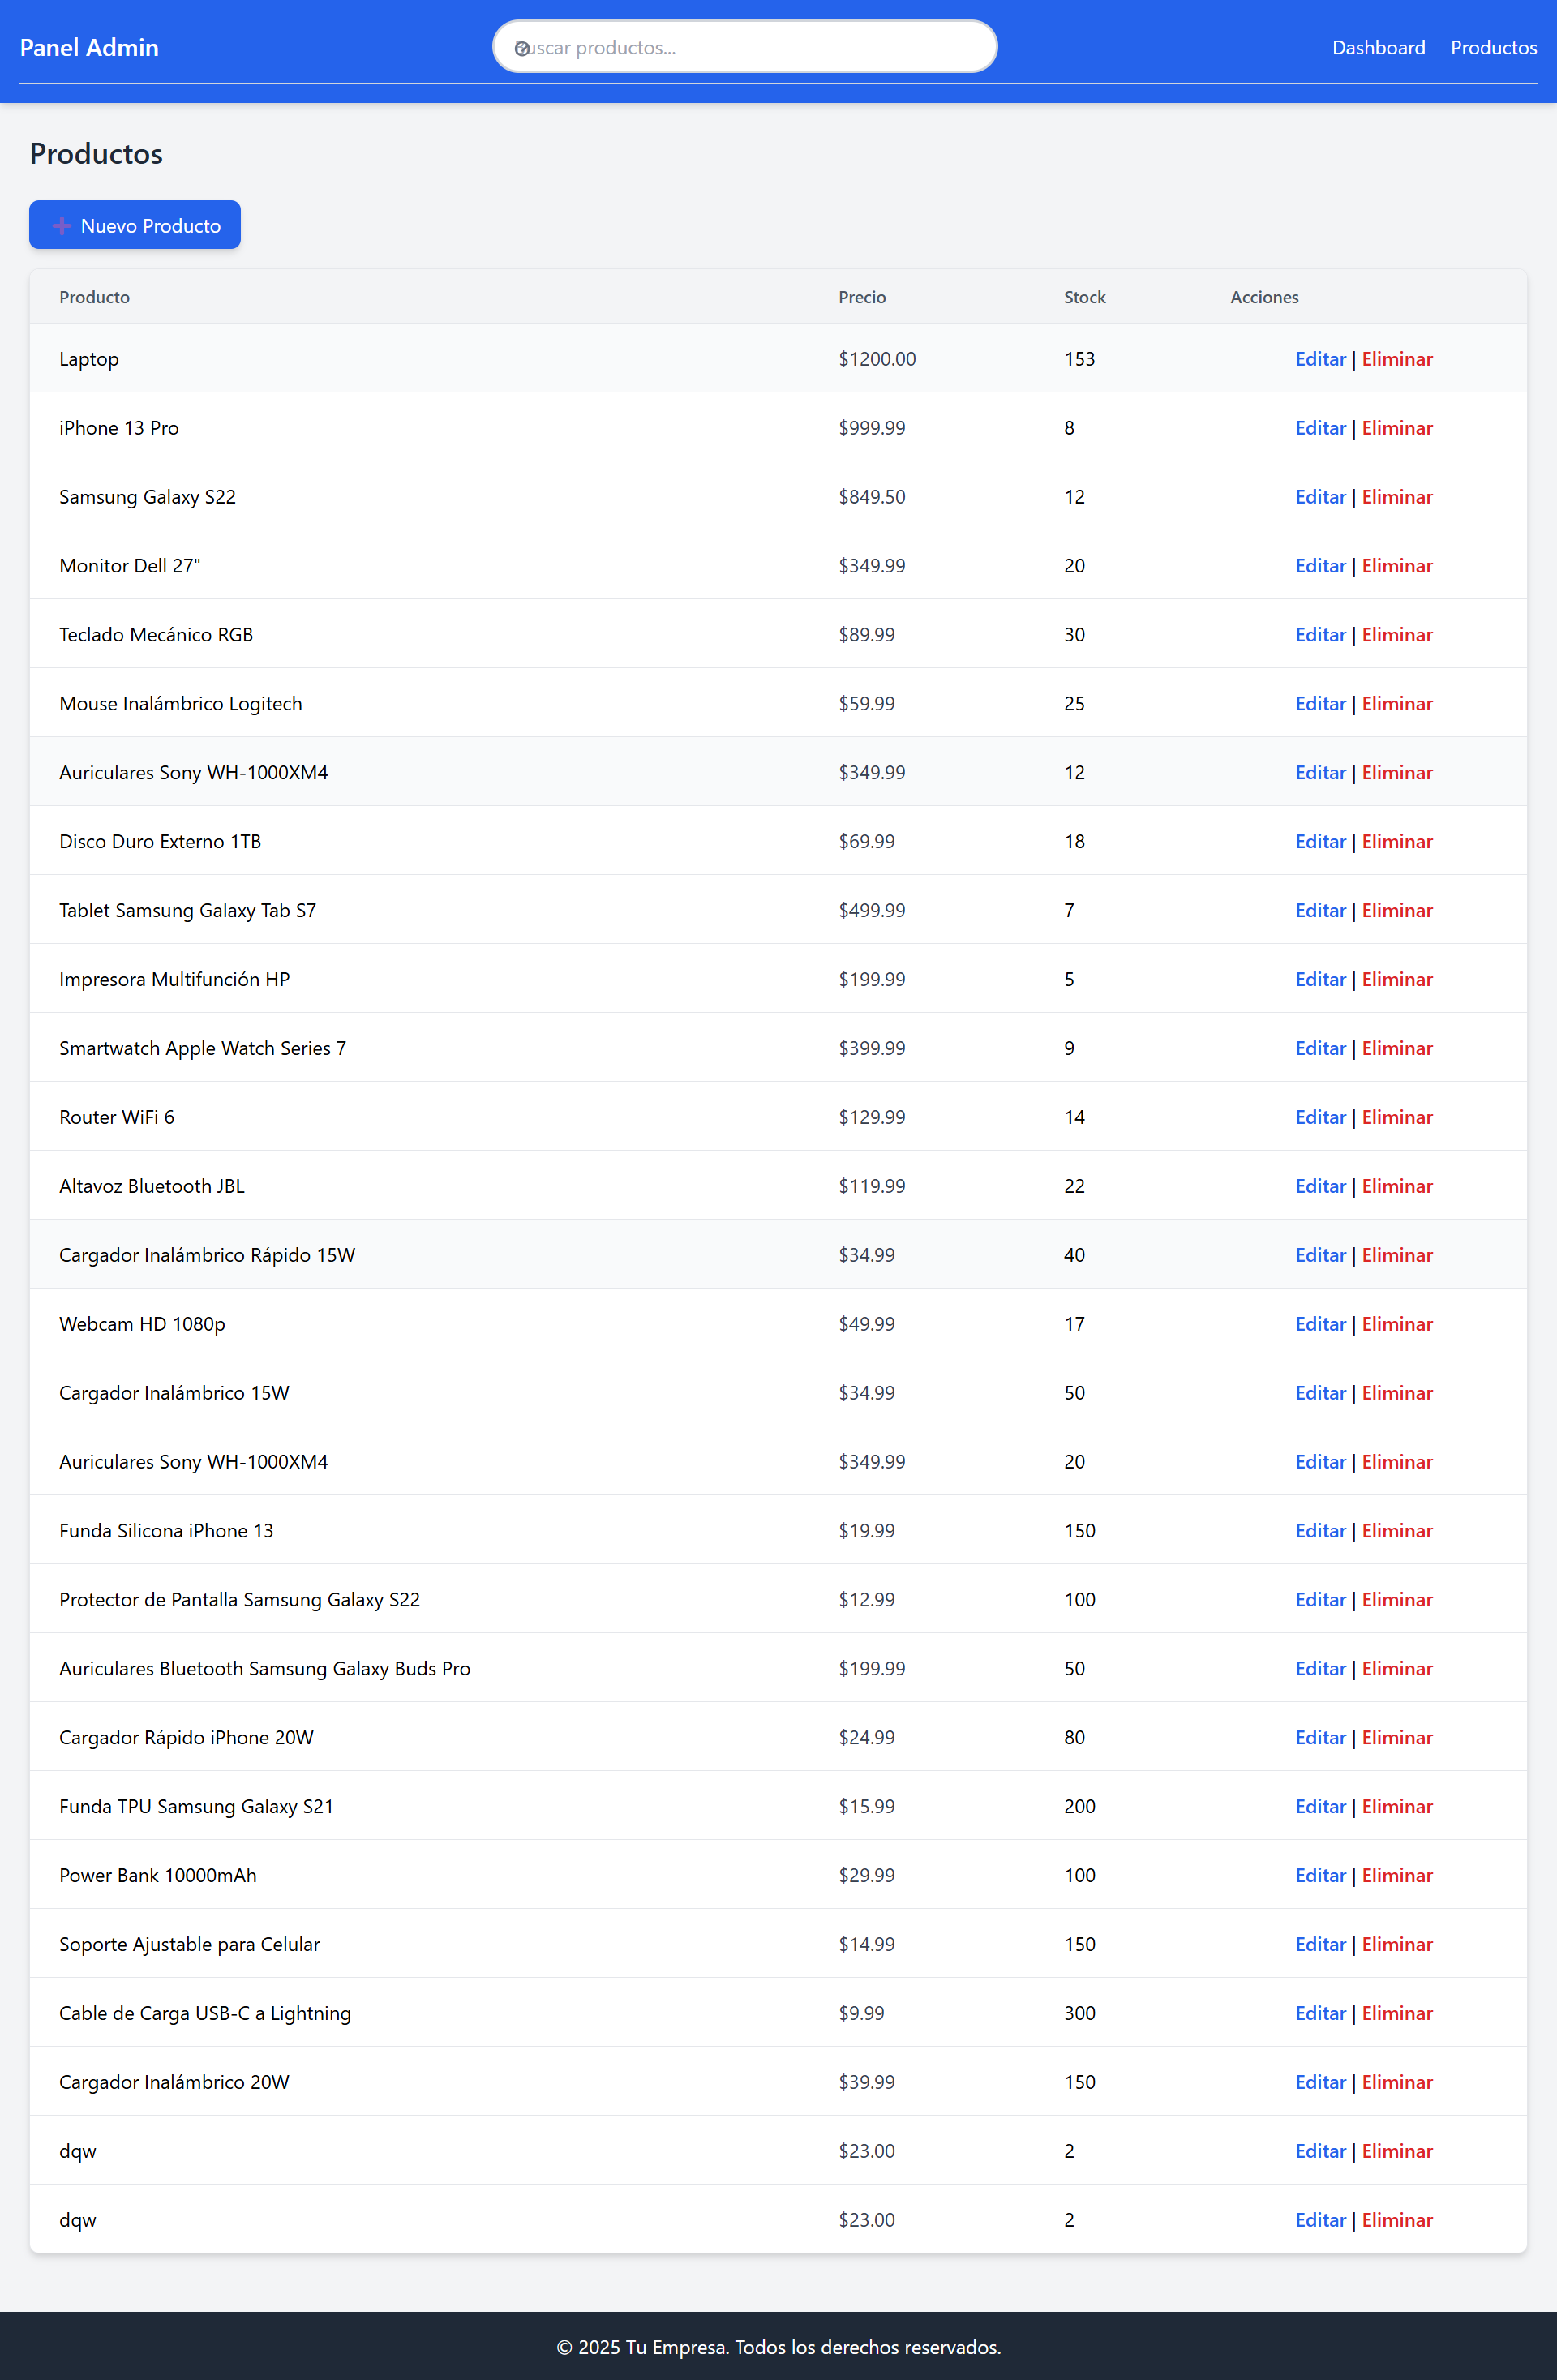 Panel Admin
Buscar productos...
Dashboard Productos
Productos
Nuevo Producto
Producto Precio Stock Acciones
Laptop $1200.00 153 Editar | Eliminar
iPhone 13 Pro $999.99 8 Editar | Eliminar
Samsung Galaxy S22 $849.50 12 Editar | Eliminar
Monitor Dell 27" $349.99 20 Editar | Eliminar
Teclado Mecánico RGB $89.99 30 Editar | Eliminar
Mouse Inalámbrico Logitech $59.99 25 Editar | Eliminar
Auriculares Sony WH-1000XM4 $349.99 12 Editar | Eliminar
Disco Duro Externo 1TB $69.99 18 Editar | Eliminar
Tablet Samsung Galaxy Tab S7 $499.99 7 Editar | Eliminar
Impresora Multifunción HP $199.99 5 Editar | Eliminar
Smartwatch Apple Watch Series 7 $399.99 9 Editar | Eliminar
Router WiFi 6 $129.99 14 Editar | Eliminar
Altavoz Bluetooth JBL $119.99 22 Editar | Eliminar
Cargador Inalámbrico Rápido 15W $34.99 40 Editar | Eliminar
Webcam HD 1080p $49.99 17 Editar | Eliminar
Cargador Inalámbrico 15W $34.99 50 Editar | Eliminar
Auriculares Sony WH-1000XM4 $349.99 20 Editar | Eliminar
Funda Silicona iPhone 13 $19.99 150 Editar | Eliminar
Protector de Pantalla Samsung Galaxy S22 $12.99 100 Editar | Eliminar
Auriculares Bluetooth Samsung Galaxy Buds Pro $199.99 50 Editar | Eliminar
Cargador Rápido iPhone 20W $24.99 80 Editar | Eliminar
Funda TPU Samsung Galaxy S21 $15.99 200 Editar | Eliminar
Power Bank 10000mAh $29.99 100 Editar | Eliminar
Soporte Ajustable para Celular $14.99 150 Editar | Eliminar
Cable de Carga USB-C a Lightning $9.99 300 Editar | Eliminar
Cargador Inalámbrico 20W $39.99 150 Editar | Eliminar
dqw $23.00 2 Editar | Eliminar
dqw $23.00 2 Editar | Eliminar
© 2025 Tu Empresa. Todos los derechos reservados.